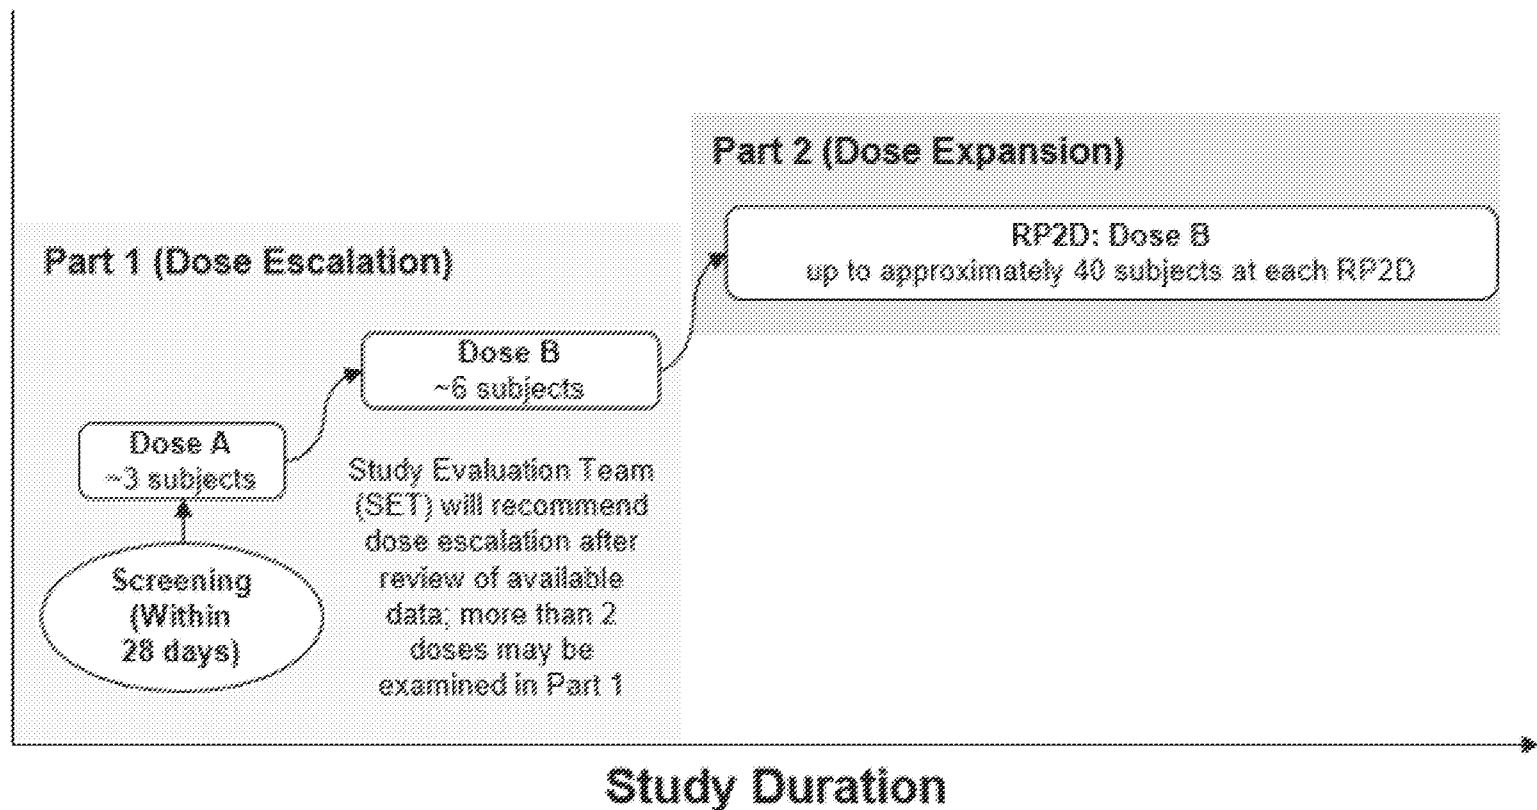 Part 1 (Dose Escalation)
Screening
(Within
28 days)
Dose A
~3 subjects
Dose B
~6 subjects
Study Evaluation Team
(SET) will recommend
dose escalation after
review of available
data; more than 2
doses may be
examined in Part 1
Part 2 (Dose Expansion)
RP2D: Dose B
up to approximately 40 subjects at each RP2D
Study Duration